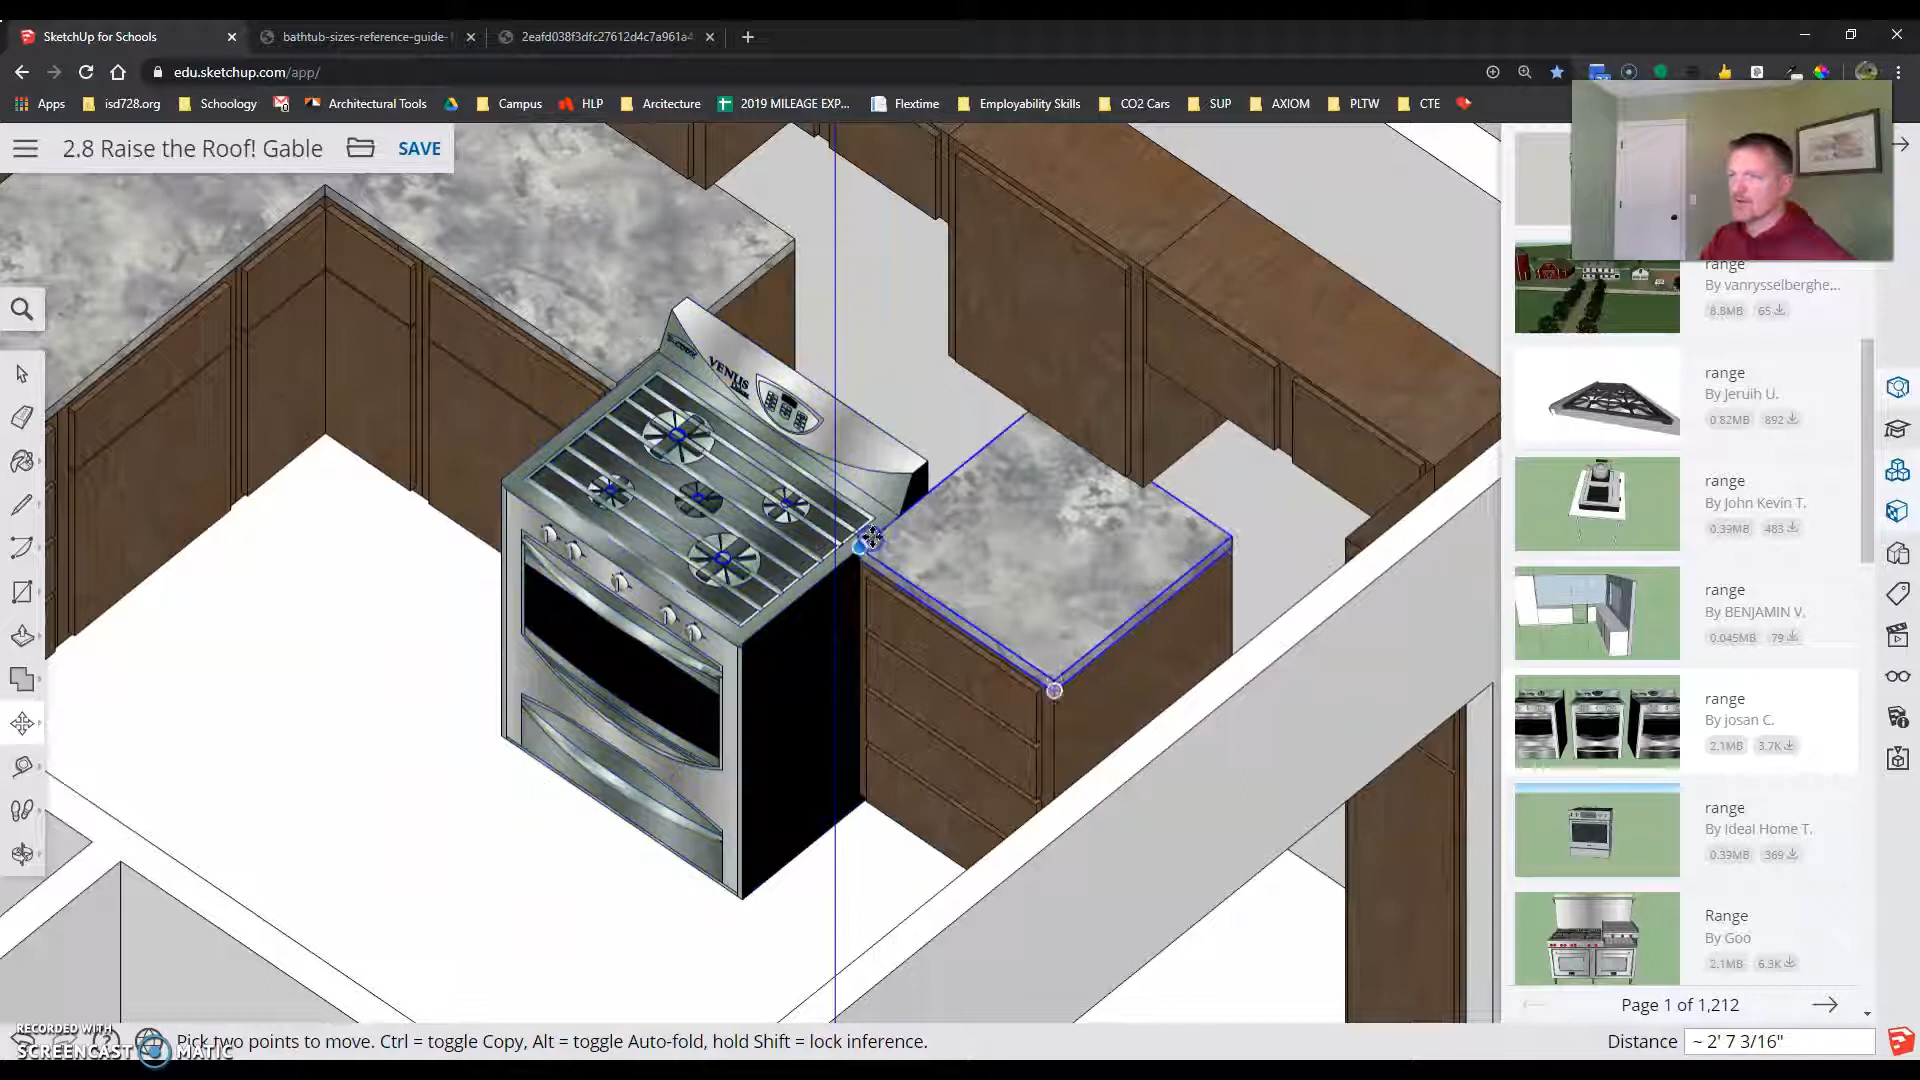 SketchUp for Schools
bathtub-sizes-reference-guide-
2eafd038f3dfc27612d4c7a961a4
edu.sketchup.com/app/
Apps
isd728.org
Schoology
Architectural Tools
Campus
HLP
Arcitecture
2019 MILEAGE EXP...
Flextime
Employability Skills
CO2 Cars
SUP
AXIOM
PLTW
CTE
2.8 Raise the Roof! Gable
SAVE
VENUS
range
By vanrysselberghe...
8.8MB 65
range
By Jeruih U.
0.82MB 892
range
By John Kevin T.
0.39MB 483
range
By BENJAMIN V.
0.045MB 79
range
By josan C.
2.1MB 3.7K
range
By Ideal Home T.
0.39MB 369
Range
By Goo
2.1MB 6.3K
Page 1 of 1,212
RECORDED WITH
SCREENCAST MATIC
Pick two points to move. Ctrl = toggle Copy, Alt = toggle Auto-fold, hold Shift = lock inference.
Distance ~ 2' 7 3/16"